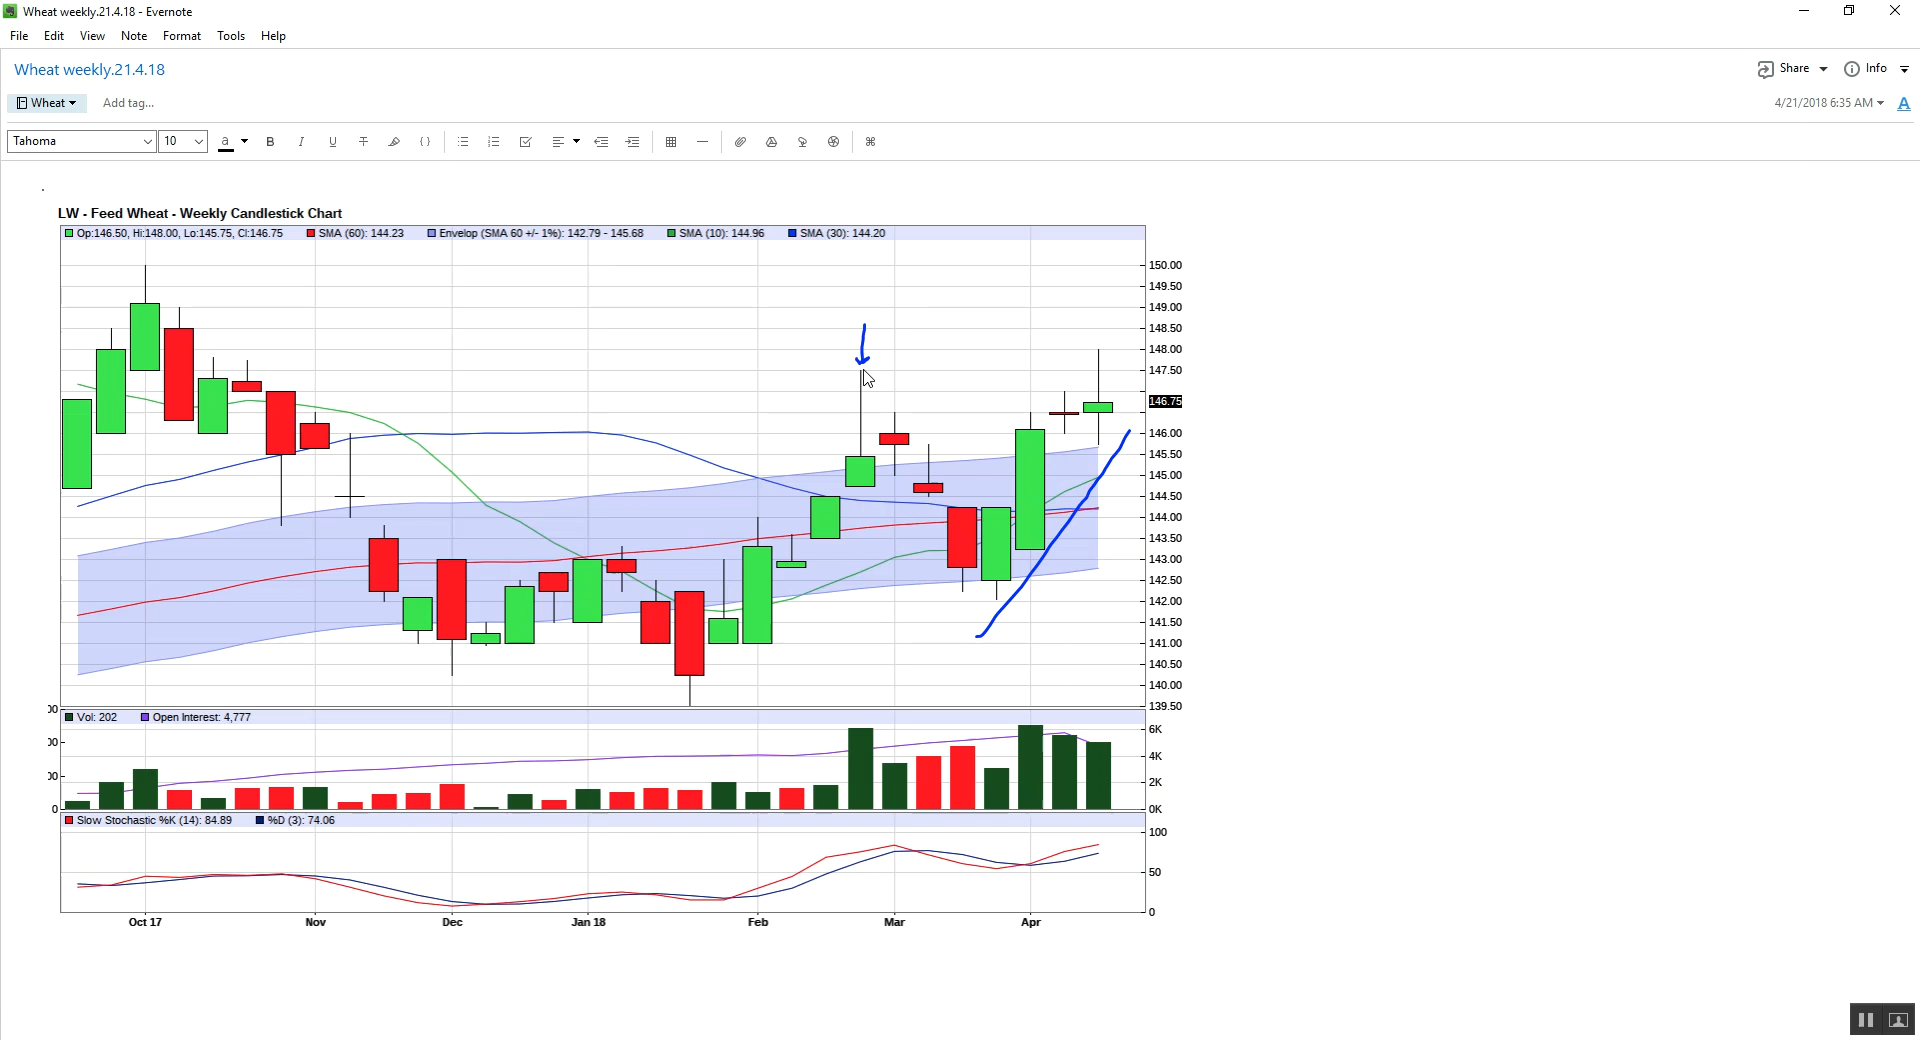 Wheat weekly.21.4.18 - Evernote
File Edit View Note Format Tools Help
Wheat weekly.21.4.18
Share Info
Wheat Add tag...
4/21/2018 6:35 AM
Tahoma 10 a B I U T {} A
LW - Feed Wheat - Weekly Candlestick Chart
Op:146.50, Hi:148.00, Lo:145.75, Cl:146.75 SMA (60): 144.23 Envelop (SMA 60 +/- 1%): 142.79 - 145.68 SMA (10): 144.96 SMA (30): 144.20
150.00
149.50
149.00
148.50
148.00
147.50
146.75
146.00
145.50
145.00
144.50
144.00
143.50
143.00
142.50
142.00
141.50
141.00
140.50
140.00
139.50
Vol: 202 Open Interest: 4,777
00 6K
00 4K
00 2K
0 0K
Slow Stochastic %K (14): 84.89 %D (3): 74.06
100
50
0
Oct 17 Nov Dec Jan 18 Feb Mar Apr